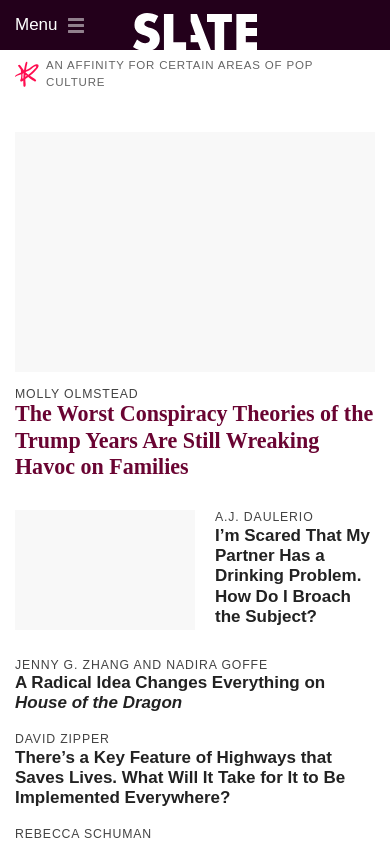 Menu
SLATE
AN AFFINITY FOR CERTAIN AREAS OF POP
CULTURE
MOLLY OLMSTEAD
The Worst Conspiracy Theories of the
Trump Years Are Still Wreaking
Havoc on Families
A.J. DAULERIO
I’m Scared That My
Partner Has a
Drinking Problem.
How Do I Broach
the Subject?
JENNY G. ZHANG AND NADIRA GOFFE
A Radical Idea Changes Everything on
House of the Dragon
DAVID ZIPPER
There’s a Key Feature of Highways that
Saves Lives. What Will It Take for It to Be
Implemented Everywhere?
REBECCA SCHUMAN